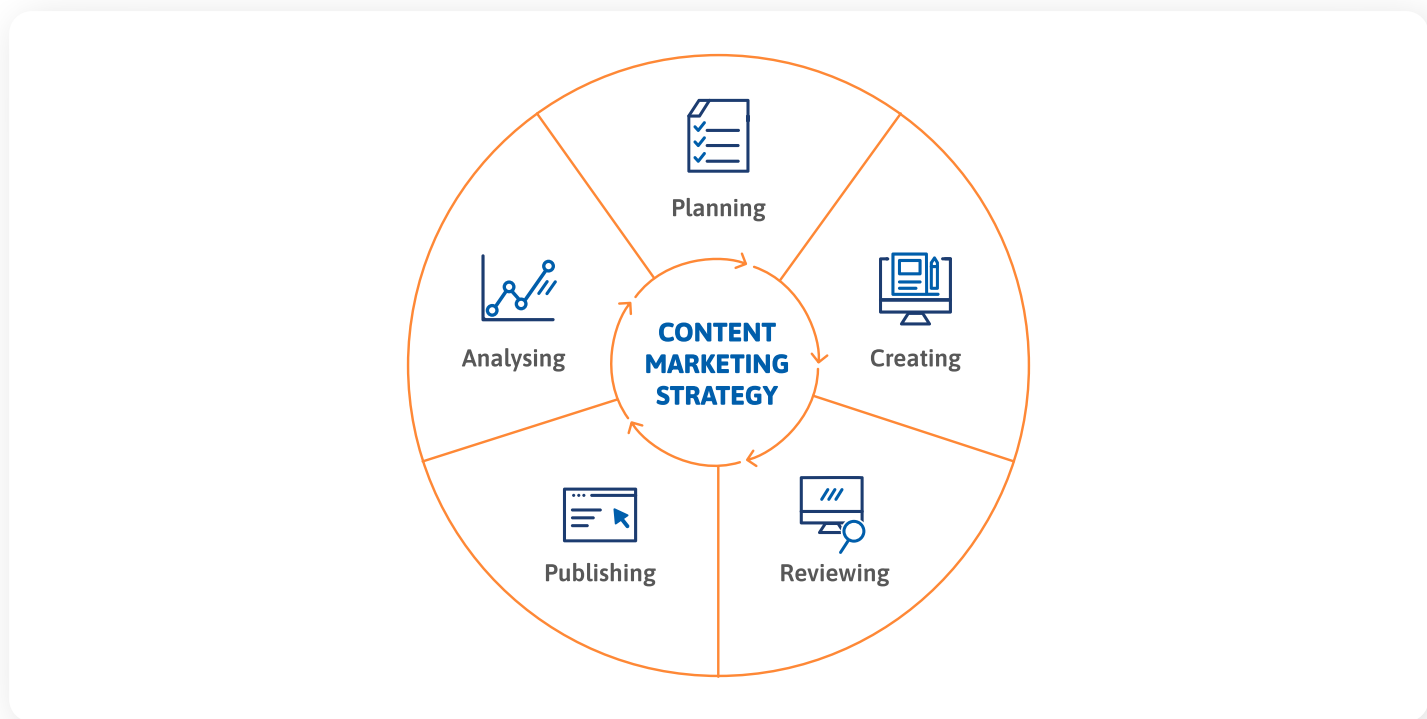 Planning
Creating
Reviewing
Publishing
Analysing
CONTENT
MARKETING
STRATEGY